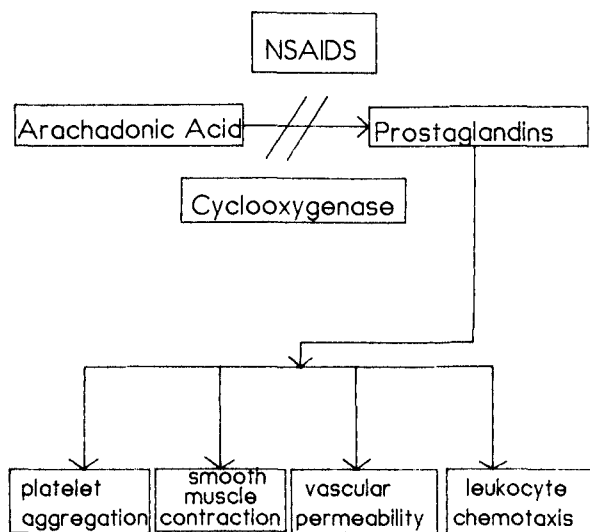 NSAIDS
Arachadonic Acid
Prostaglandins
Cyclooxygenase
platelet
aggregation
smooth
muscle
contraction
vascular
permeability
leukocyte
chemotaxis